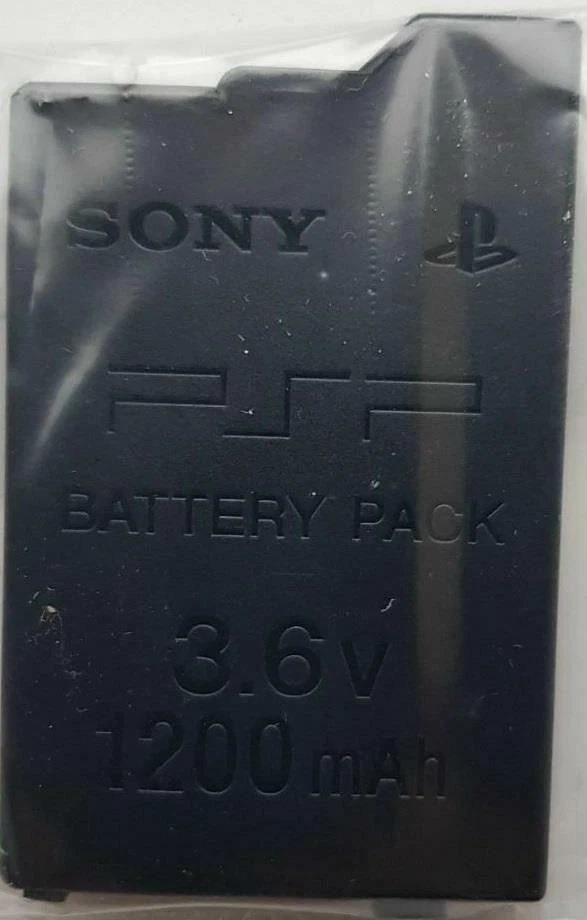 SONY
PSP
BATTERY PACK
3.6V
1200mAh